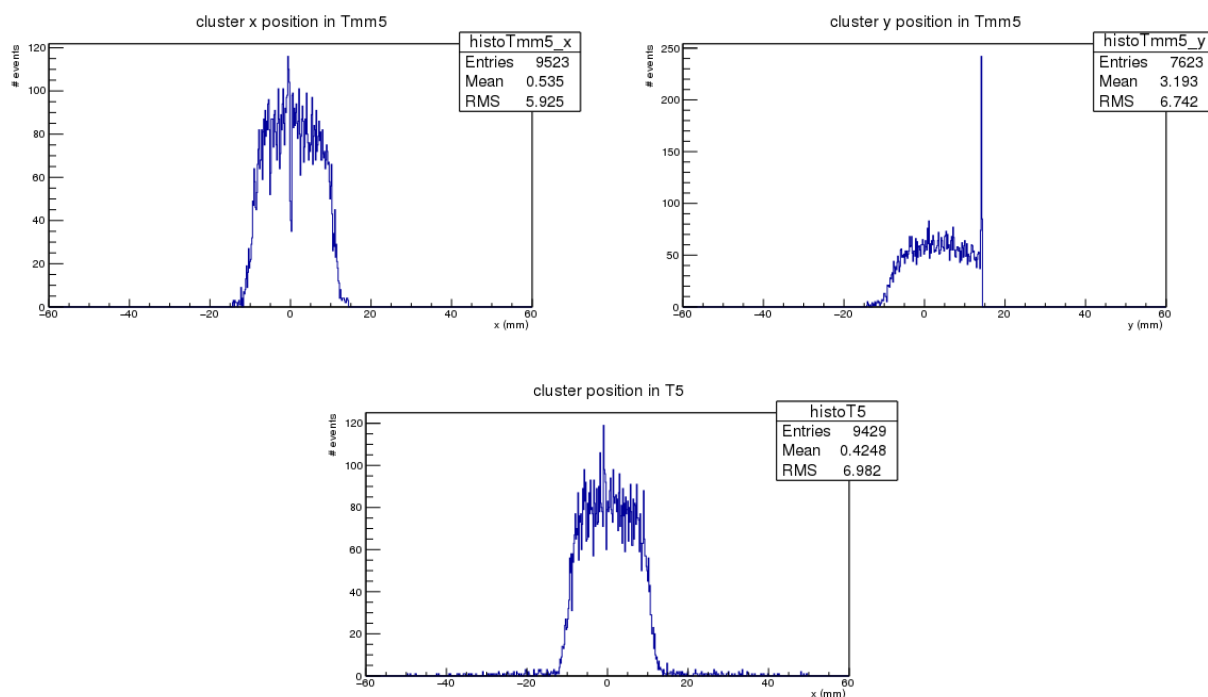 cluster x position in Tmm5
# events
histoTmm5_x
Entries 9523
Mean 0.535
RMS 5.925
120
100
80
60
40
20
0
−60 −40 −20 0 20 40 60
x (mm)
cluster y position in Tmm5
# events
histoTmm5_y
Entries 7623
Mean 3.193
RMS 6.742
250
200
150
100
50
0
−60 −40 −20 0 20 40 60
y (mm)
cluster position in T5
# events
histoT5
Entries 9429
Mean 0.4248
RMS 6.982
120
100
80
60
40
20
0
−60 −40 −20 0 20 40 60
x (mm)